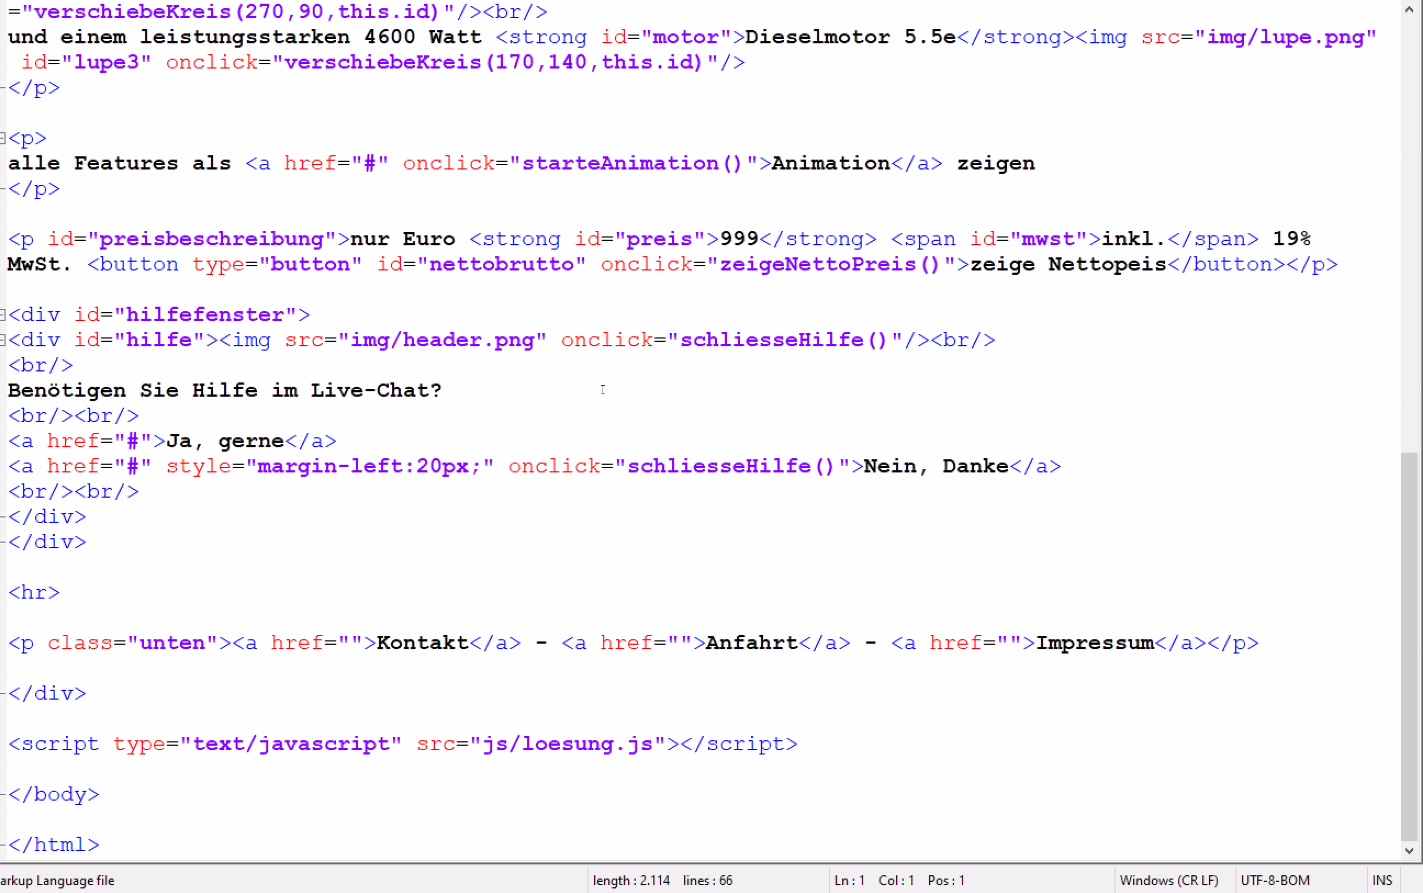 ="verschiebeKreis(270,90,this.id)"/><br/>
und einem leistungsstarken 4600 Watt <strong id="motor">Dieselmotor 5.5e</strong><img src="img/lupe.png"
id="lupe3" onclick="verschiebeKreis(170,140,this.id)"/>
</p>
<p>
alle Features als <a href="#" onclick="starteAnimation()">Animation</a> zeigen
</p>
<p id="preisbeschreibung">nur Euro <strong id="preis">999</strong> <span id="mwst">inkl.</span> 19%
MwSt. <button type="button" id="nettobrutto" onclick="zeigeNettoPreis()">zeige Nettopeis</button></p>
<div id="hilfefenster">
<div id="hilfe"><img src="img/header.png" onclick="schliesseHilfe()"/><br/>
<br/>
Benötigen Sie Hilfe im Live-Chat?
<br/><br/>
<a href="#">Ja, gerne</a>
<a href="#" style="margin-left:20px;" onclick="schliesseHilfe()">Nein, Danke</a>
<br/><br/>
</div>
</div>
<hr>
<p class="unten"><a href="">Kontakt</a> - <a href="">Anfahrt</a> - <a href="">Impressum</a></p>
</div>
<script type="text/javascript" src="js/loesung.js"></script>
</body>
</html>
arkup Language file length : 2.114 lines : 66 Ln : 1 Col : 1 Pos : 1 Windows (CR LF) UTF-8-BOM INS